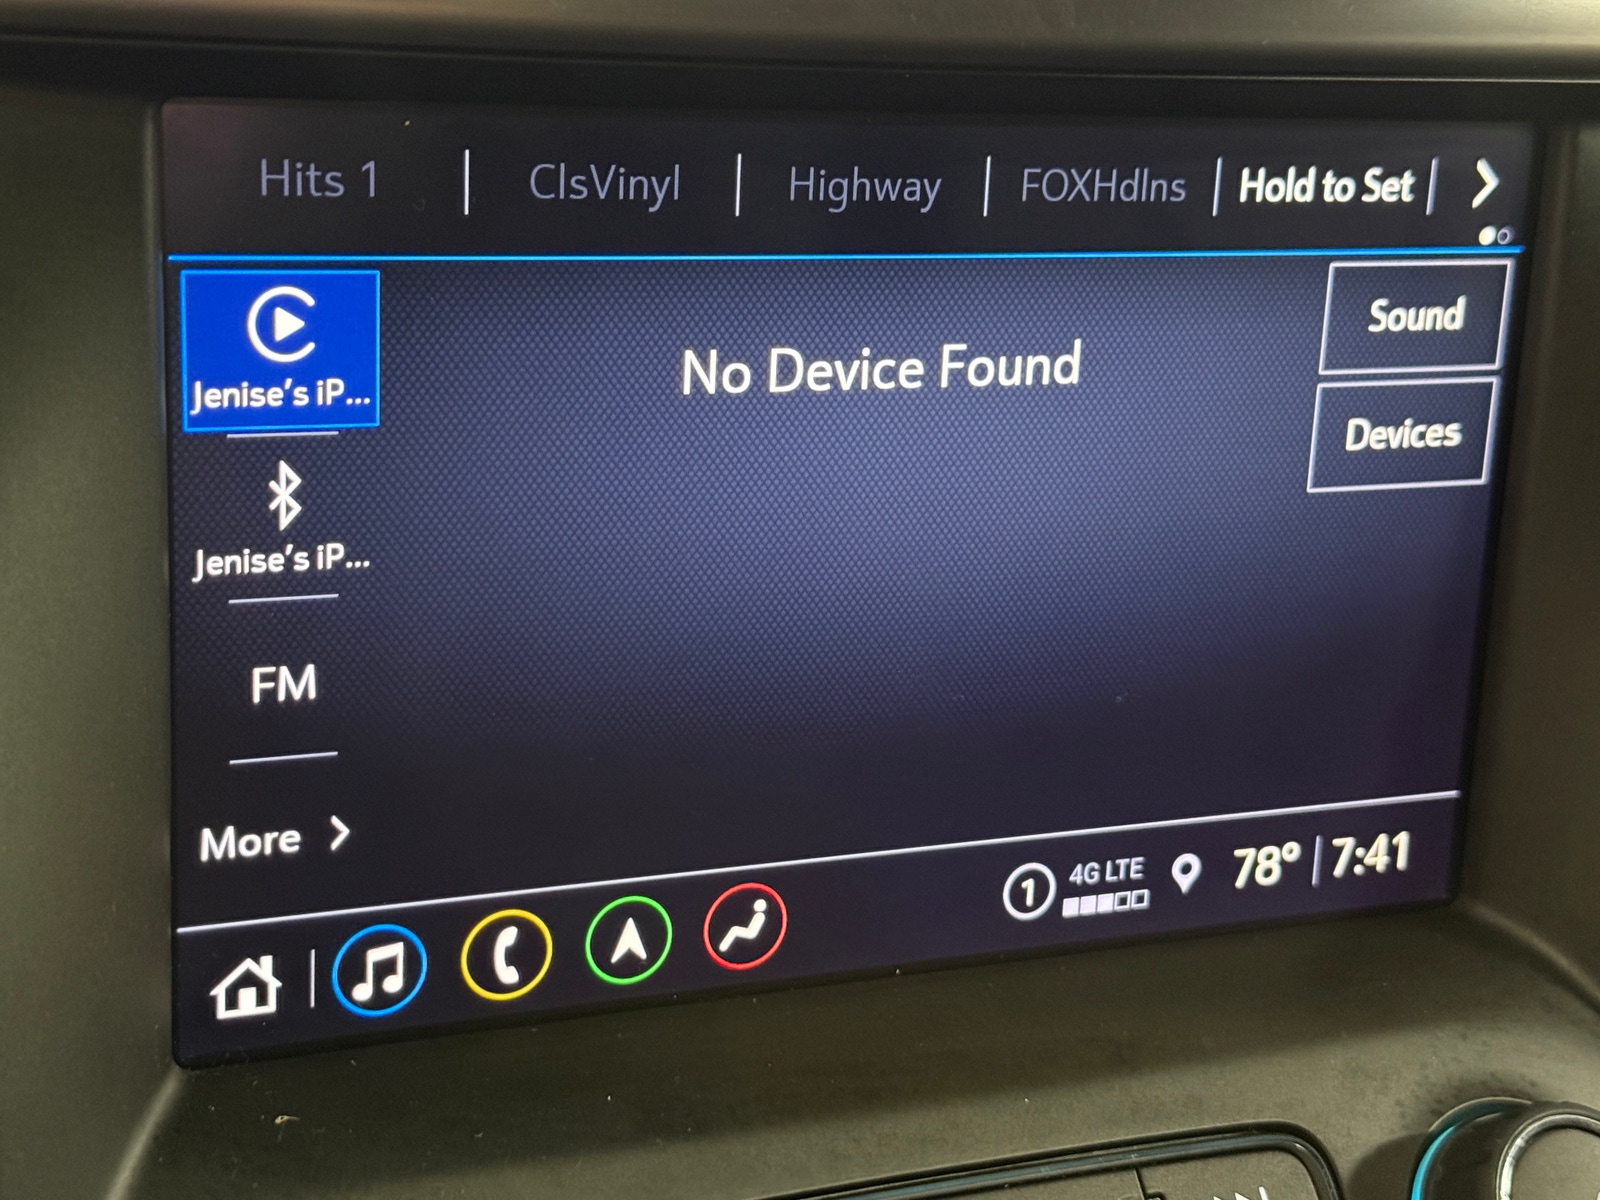 Hits 1
ClsVinyl
Highway
FOXHdlns
Hold to Set
Jenise's iP...
No Device Found
Sound
Devices
Jenise's iP...
FM
More
1
4G LTE
78°
7:41